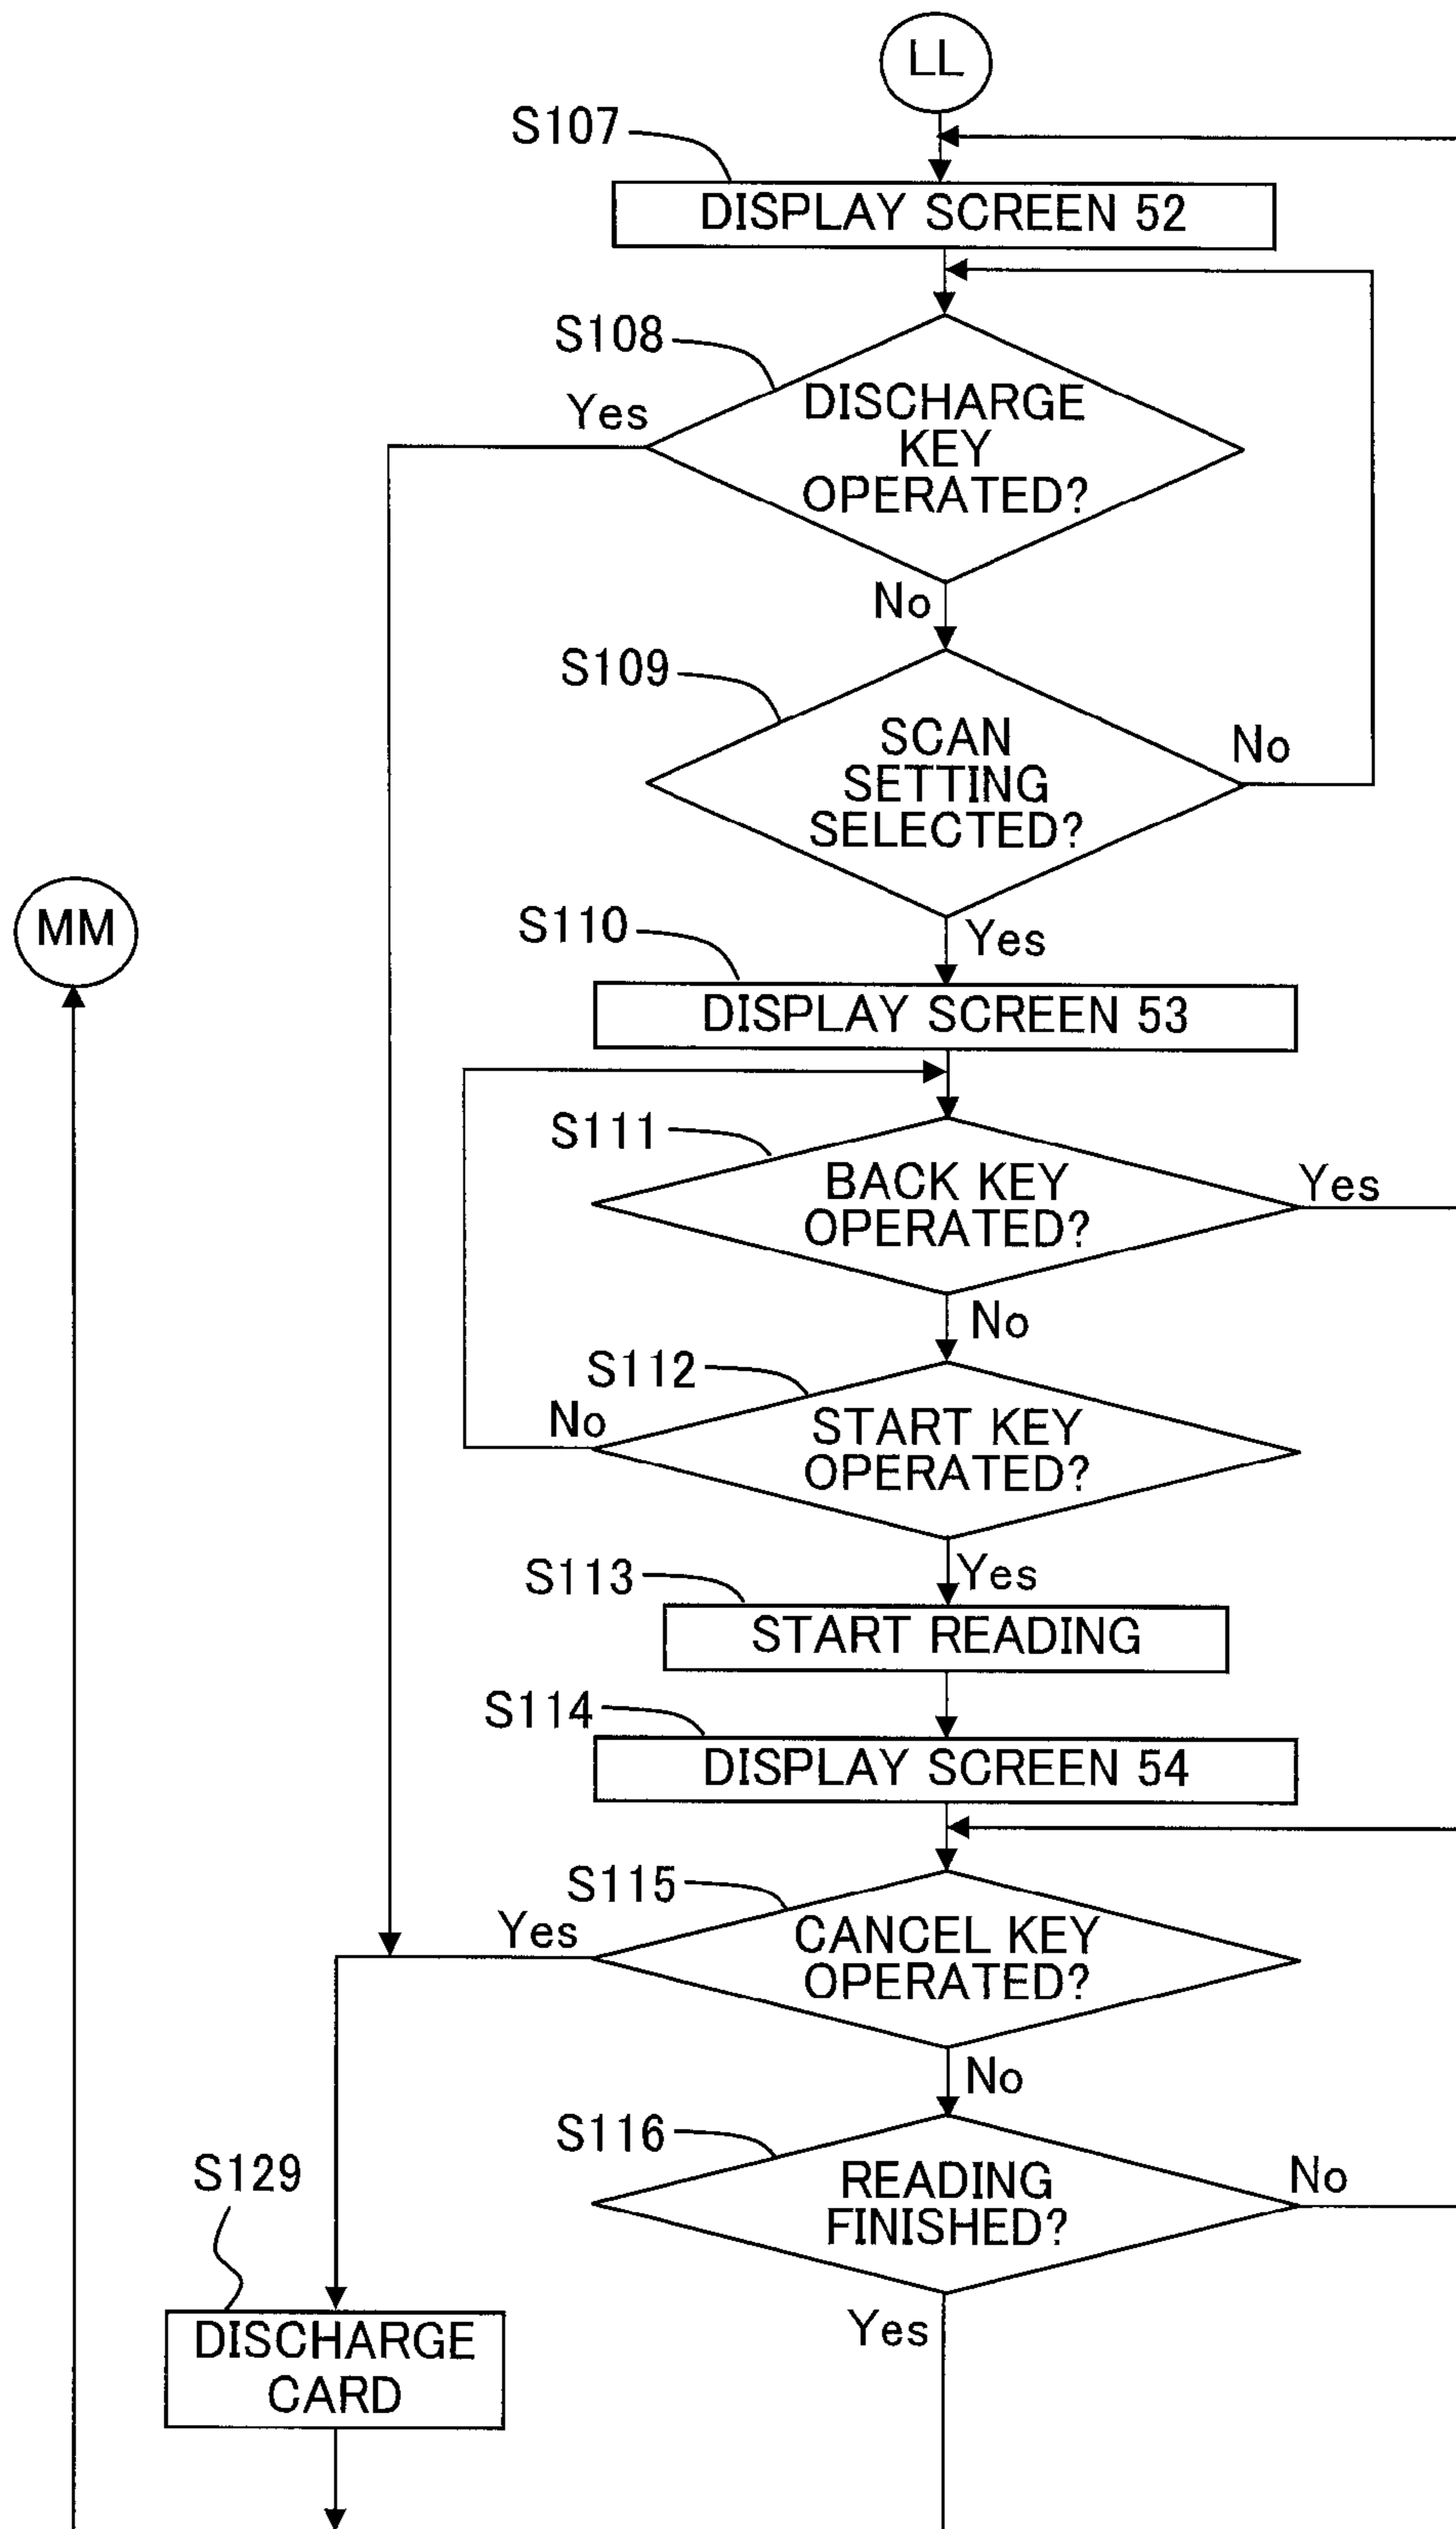 LL
S107
DISPLAY SCREEN 52
S108
Yes
DISCHARGE
KEY
OPERATED?
No
S109
SCAN
SETTING
SELECTED?
No
MM
S110
Yes
DISPLAY SCREEN 53
S111
BACK KEY
OPERATED?
Yes
No
S112
No
START KEY
OPERATED?
S113
Yes
START READING
S114
DISPLAY SCREEN 54
S115
Yes
CANCEL KEY
OPERATED?
No
S116
S129
READING
FINISHED?
No
Yes
DISCHARGE
CARD